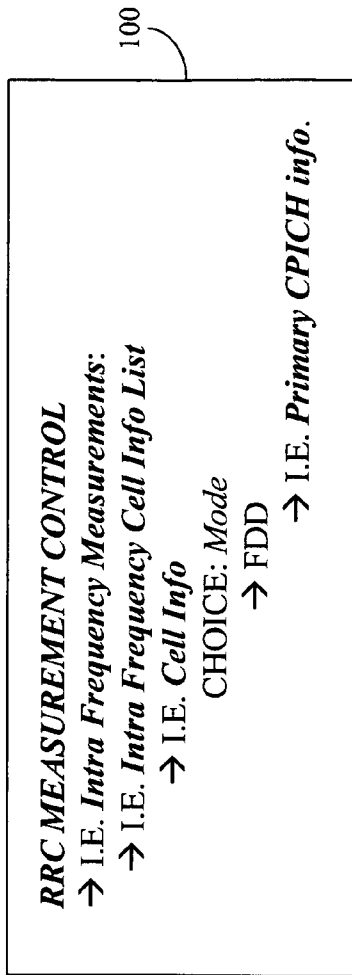 RRC MEASUREMENT CONTROL
→ I.E. Intra Frequency Measurements:
→ I.E. Intra Frequency Cell Info List
→ I.E. Cell Info
CHOICE: Mode
→ FDD
→ I.E. Primary CPICH info.
100